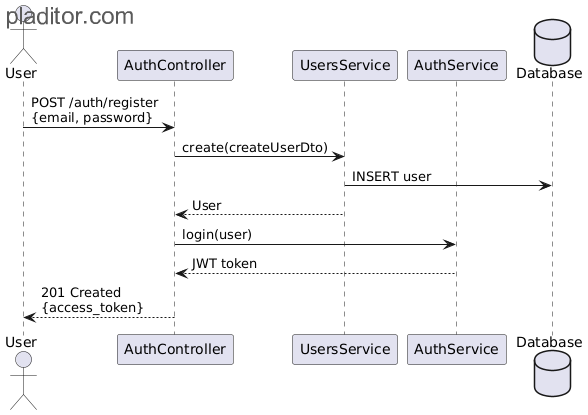 pladitor.com
User
AuthController
UsersService
AuthService
Database
POST /auth/register
{email, password}
create(createUserDto)
INSERT user
User
login(user)
JWT token
201 Created
{access_token}
User
AuthController
UsersService
AuthService
Database